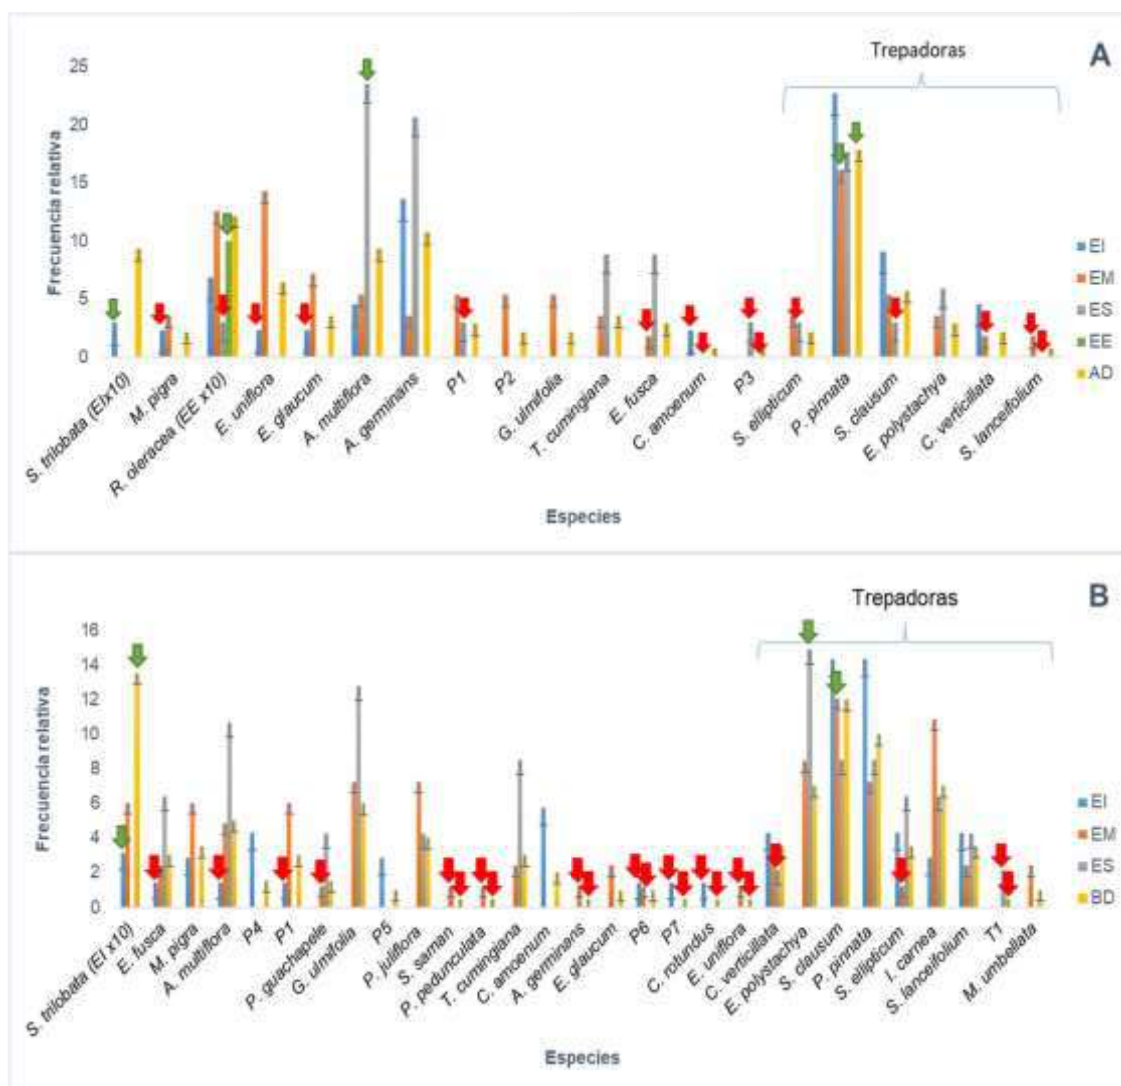 A
Trepadoras
25
20
15
10
5
0
Frecuencia relativa
EI
EM
ES
EE
AD
S. trilobata (EIx10)
M. pigra
R. oleracea (EE x10)
E. uniflora
E. glaucum
A. multiflora
A. germinans
P1
P2
G. ulmifolia
T. cumingiana
E. fusca
C. amoenum
P3
S. ellipticum
P. pinnata
S. clausum
E. polystachya
C. verticillata
S. lanceifolium
Especies
B
Trepadoras
16
14
12
10
8
6
4
2
0
Frecuencia relativa
EI
EM
ES
BD
S. trilobata (EI x10)
E. fusca
M. pigra
A. multiflora
P4
P1
P. guachapele
G. ulmifolia
P5
P. juliflora
S. saman
P. pedunculata
T. cumingiana
C. amoenum
A. germinans
E. glaucum
P6
P7
C. rotundus
E. uniflora
C. verticillata
E. polystachya
S. clausum
P. pinnata
S. ellipticum
I. carnea
S. lanceifolium
T1
M. umbellata
Especies